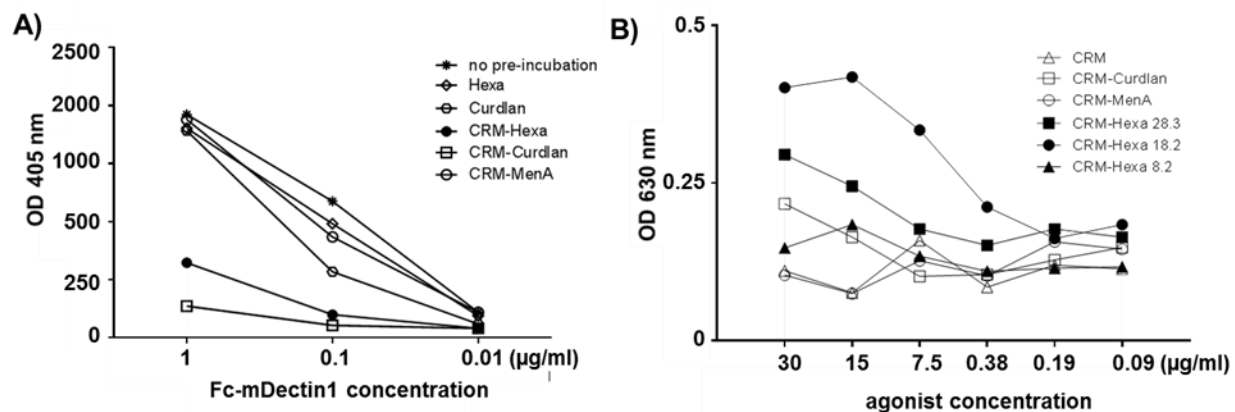 A)
OD 405 nm
2500
2000
1000
500
250
0
1
0.1
0.01 (µg/ml)
Fc-mDectin1 concentration
no pre-incubation
Hexa
Curdlan
CRM-Hexa
CRM-Curdlan
CRM-MenA
B)
OD 630 nm
0.5
0.25
0
30
15
7.5
0.38
0.19
0.09 (µg/ml)
agonist concentration
CRM
CRM-Curdlan
CRM-MenA
CRM-Hexa 28.3
CRM-Hexa 18.2
CRM-Hexa 8.2